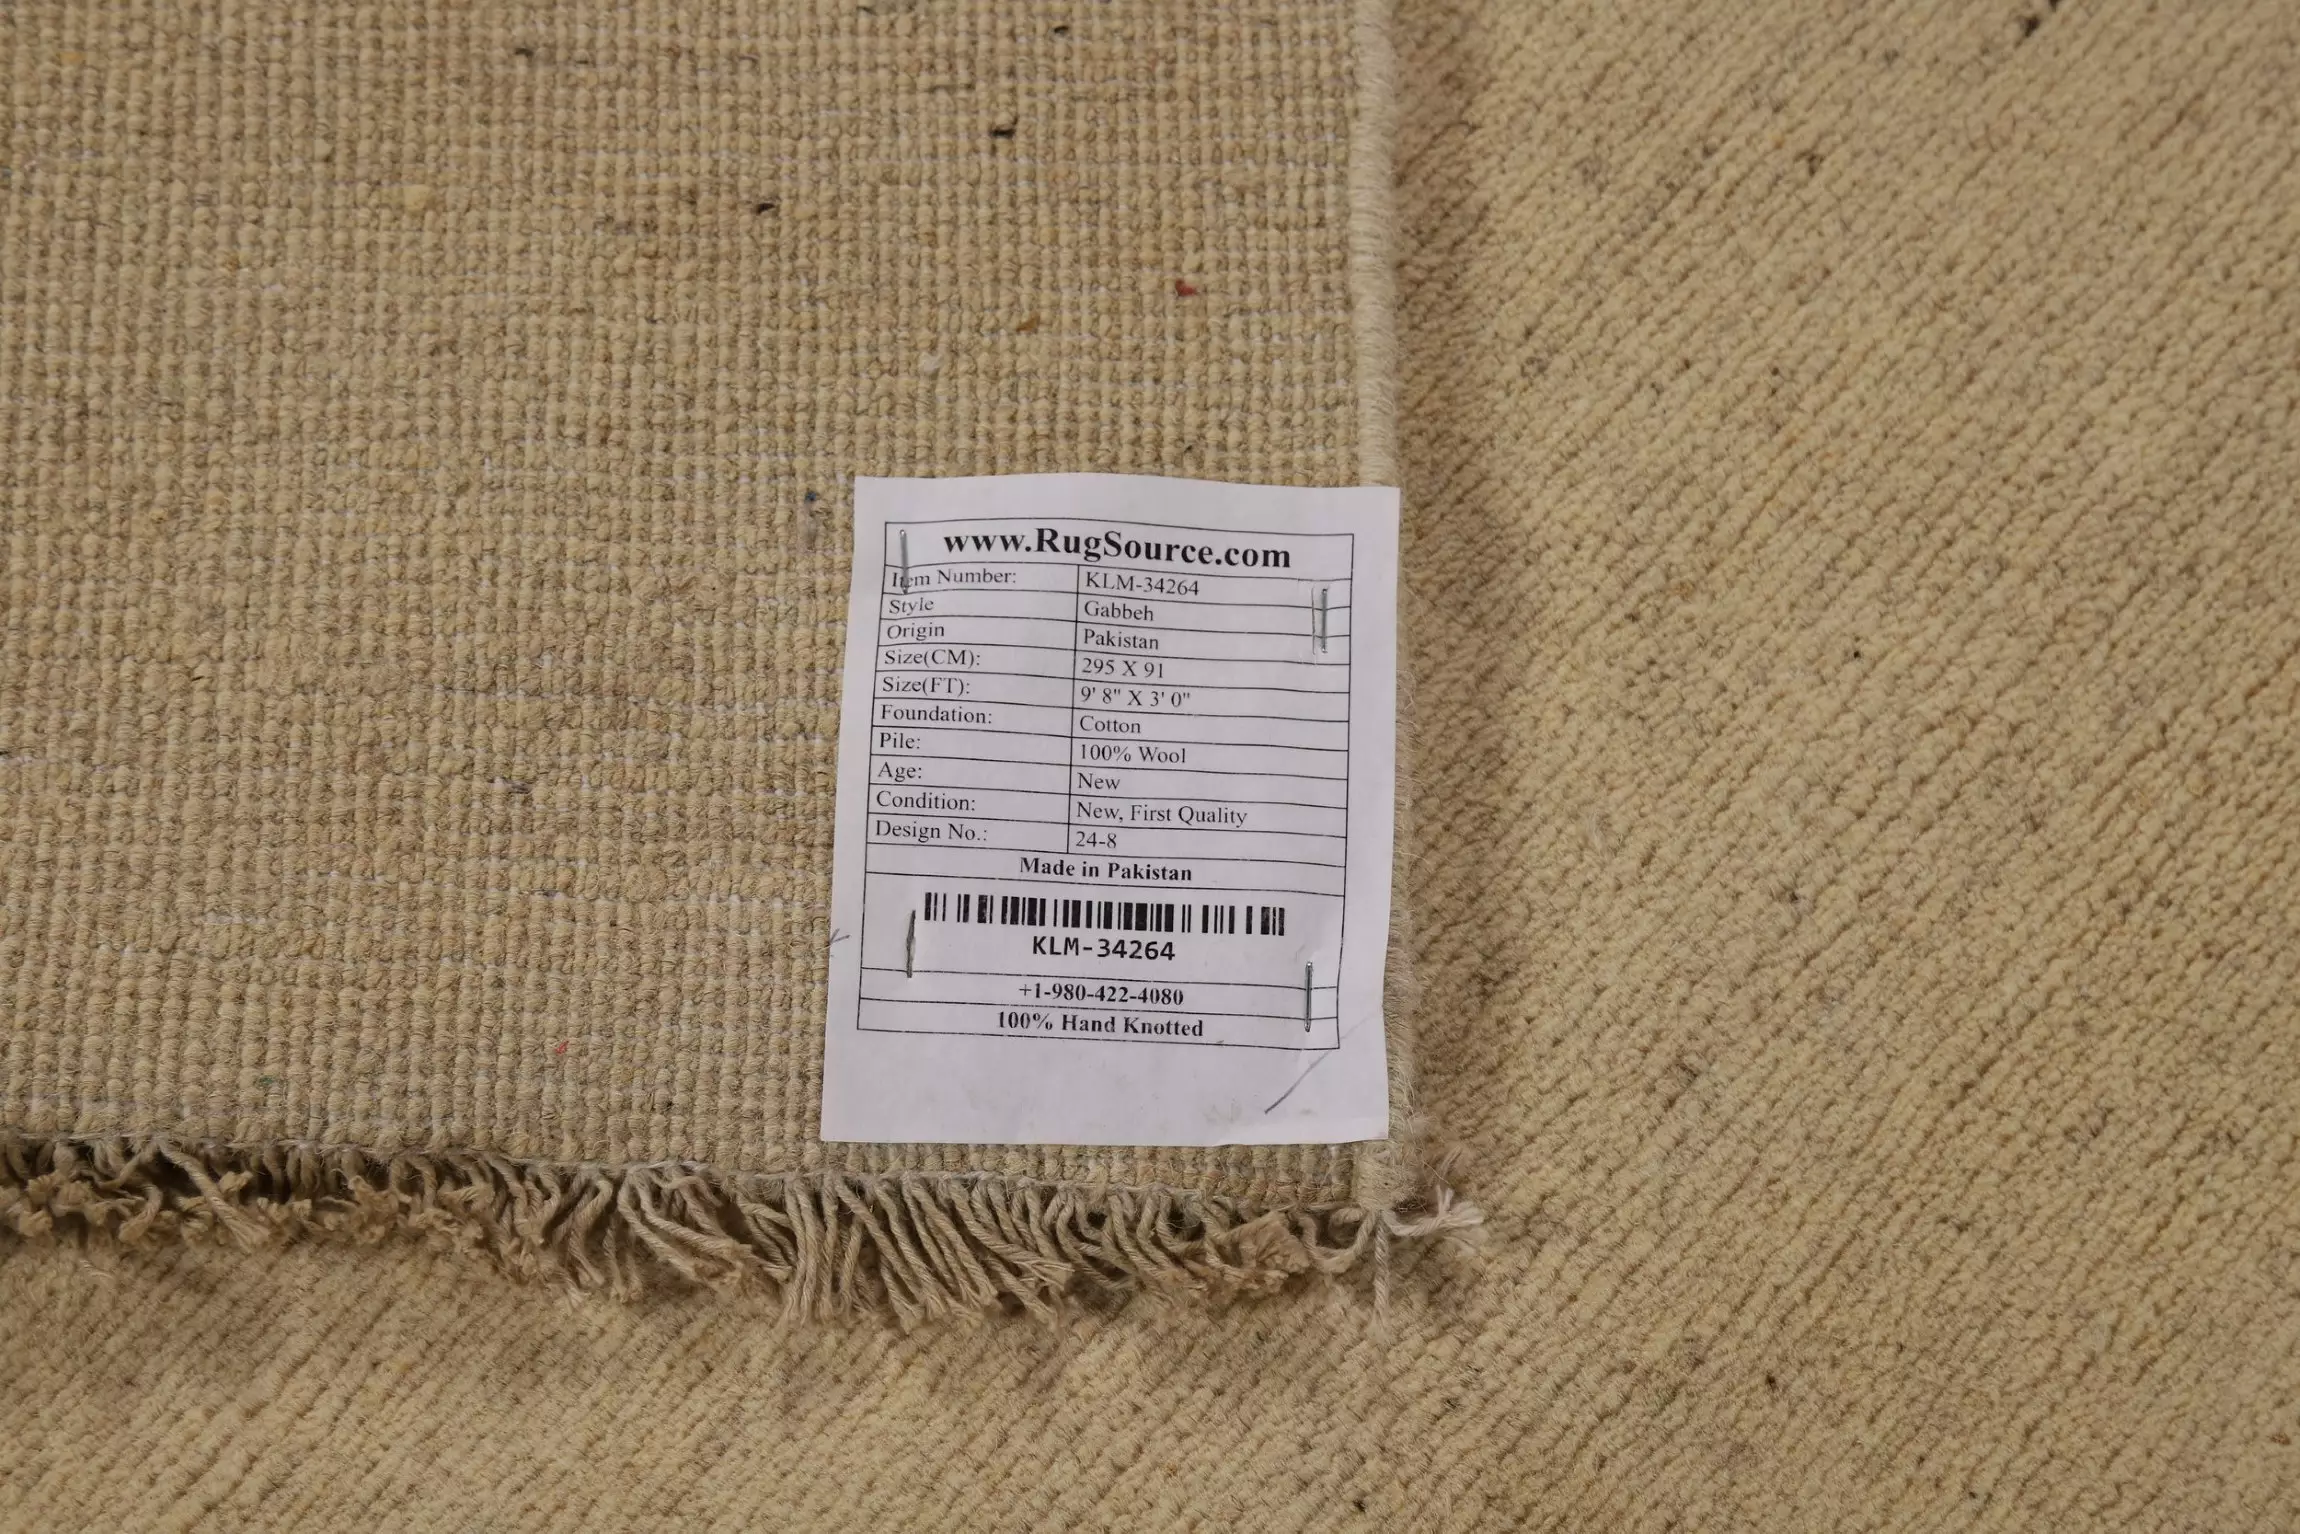 www.RugSource.com
Item Number: KLM-34264
Style Gabbeh
Origin Pakistan
Size(CM): 295 X 91
Size(FT): 9' 8" X 3' 0"
Foundation: Cotton
Pile: 100% Wool
Age: New
Condition: New, First Quality
Design No.: 24-8
Made in Pakistan
KLM-34264
+1-980-422-4080
100% Hand Knotted